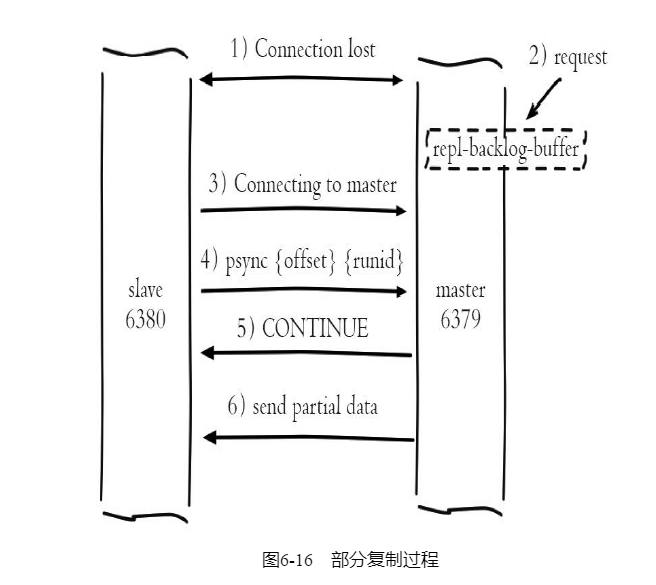 1) Connection lost
2) request
repl-backlog-buffer
3) Connecting to master
4) psync {offset} {runid}
slave
6380
master
6379
5) CONTINUE
6) send partial data
图6-16 部分复制过程